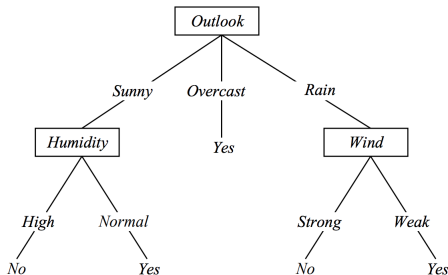 Outlook
Sunny Overcast Rain
Humidity Yes Wind
High Normal Strong Weak
No Yes No Yes